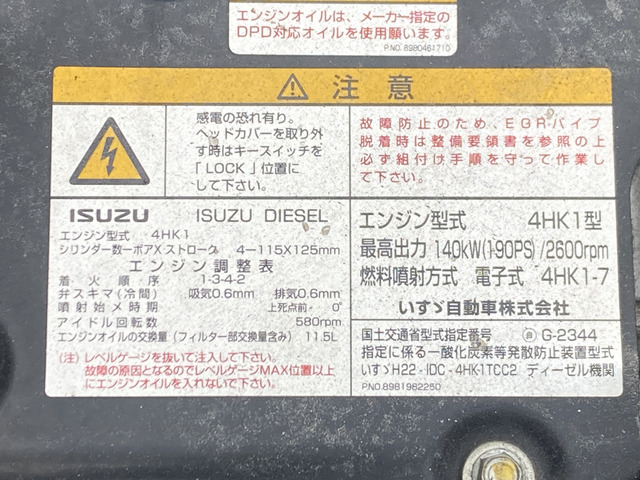 エンジンオイルは、メーカー指定の
DPD対応オイルを使用願います。
P.NO. 8980461710
注意
感電の恐れ有り。
ヘッドカバーを取り外
す時はキースイッチを
「LOCK」位置に
して下さい。
故障防止のため、EGRパイプ
脱着時は整備要領書を参照の上
必ず組付け手順を守って作業し
て下さい。
ISUZU ISUZU DIESEL
エンジン型式 4HK1
シリンダー数ーボアXストローク 4ー115X125mm
エンジン調整表
着火順序 1-3-4-2
弁スキマ(冷間) 吸気0.6mm 排気0.6mm
噴射始メ時期 上死点前 0°
アイドル回転数 580rpm
エンジンオイルの交換量(フィルター部交換量含み) 11.5L
(注)レベルゲージを抜いて注入して下さい。
故障の原因となるのでレベルゲージMAX位置以上
にエンジンオイルを入れないで下さい。
エンジン型式 4HK1型
最高出力 140kW(190PS)/2600rpm
燃料噴射方式 電子式 4HK1-7
いすゞ自動車株式会社
国土交通省型式指定番号 G-2344
指定に係る一酸化炭素等発散防止装置型式
いすゞH22-IDC-4HK1TCC2 ディーゼル機関
P.NO.8981982250